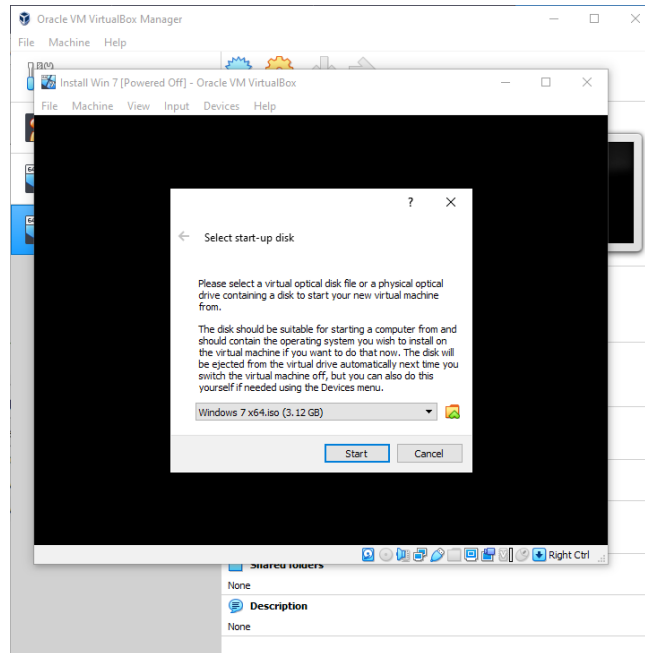 Oracle VM VirtualBox Manager
File Machine Help
Install Win 7 [Powered Off] - Oracle VM VirtualBox
File Machine View Input Devices Help
?
Select start-up disk
Please select a virtual optical disk file or a physical optical
drive containing a disk to start your new virtual machine
from.
The disk should be suitable for starting a computer from and
should contain the operating system you wish to install on
the virtual machine if you want to do that now. The disk will
be ejected from the virtual drive automatically next time you
switch the virtual machine off, but you can also do this
yourself if needed using the Devices menu.
Windows 7 x64.iso (3.12 GB)
Start Cancel
Right Ctrl
Shared folders
None
Description
None